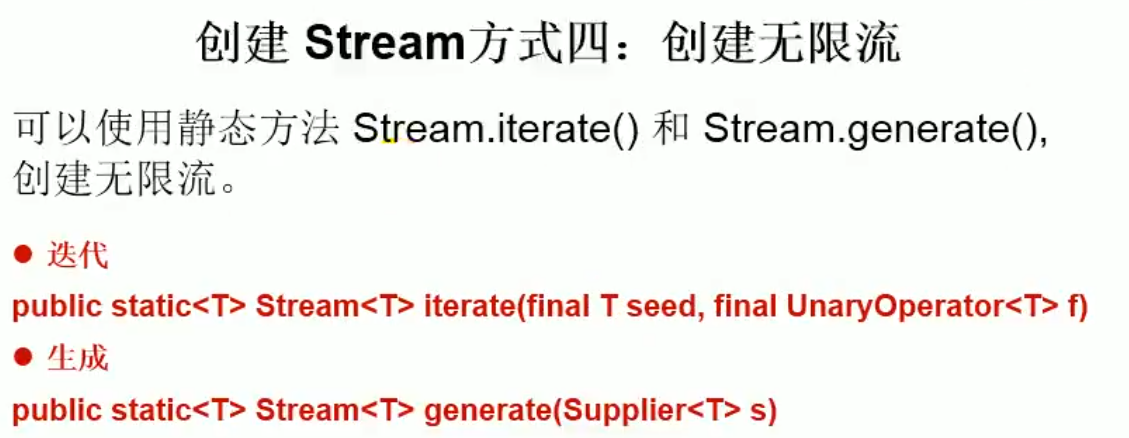 创建 Stream方式四：创建无限流
可以使用静态方法 Stream.iterate() 和 Stream.generate(),
创建无限流。
● 迭代
public static<T> Stream<T> iterate(final T seed, final UnaryOperator<T> f)
● 生成
public static<T> Stream<T> generate(Supplier<T> s)